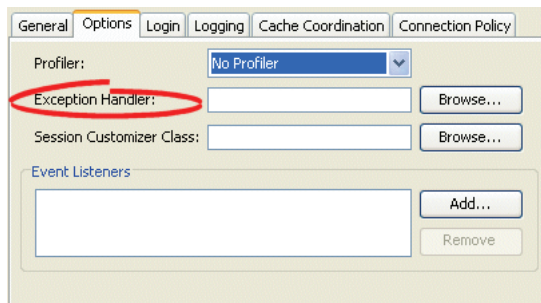 General Options Login Logging Cache Coordination Connection Policy
Profiler: No Profiler
Exception Handler: Browse...
Session Customizer Class: Browse...
Event Listeners
Add...
Remove